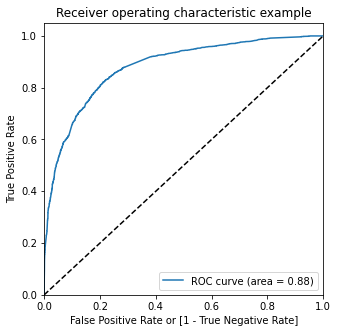 Receiver operating characteristic example
True Positive Rate
1.0
0.8
0.6
0.4
0.2
0.0
ROC curve (area = 0.88)
0.0 0.2 0.4 0.6 0.8 1.0
False Positive Rate or [1 - True Negative Rate]